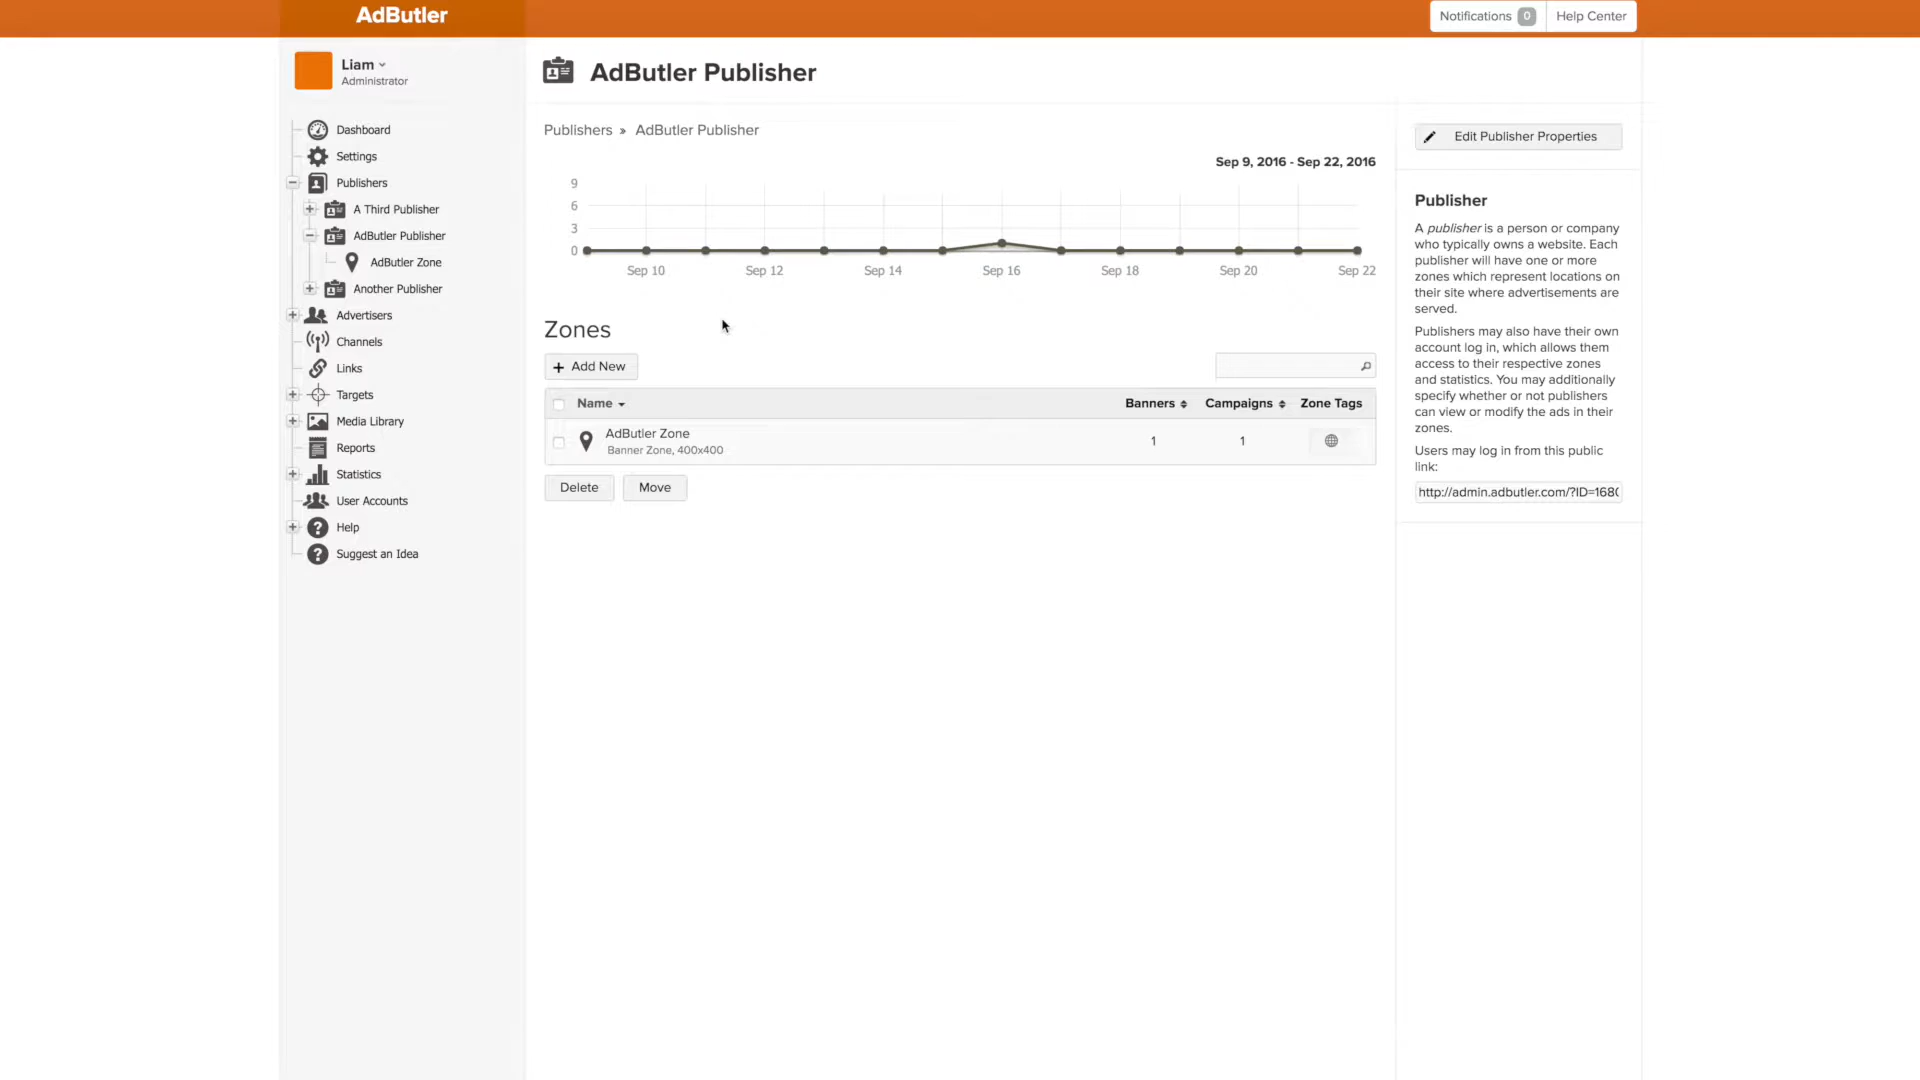 AdButler
Notifications 0 Help Center
Liam
Administrator
Dashboard
Settings
Publishers
A Third Publisher
AdButler Publisher
AdButler Zone
Another Publisher
Advertisers
Channels
Links
Targets
Media Library
Reports
Statistics
User Accounts
Help
Suggest an Idea
AdButler Publisher
Publishers » AdButler Publisher
Sep 9, 2016 - Sep 22, 2016
9
6
3
0
Sep 10 Sep 12 Sep 14 Sep 16 Sep 18 Sep 20 Sep 22
Zones
+ Add New
Name Banners Campaigns Zone Tags
AdButler Zone 1 1
Banner Zone, 400x400
Delete Move
Edit Publisher Properties
Publisher
A publisher is a person or company
who typically owns a website. Each
publisher will have one or more
zones which represent locations on
their site where advertisements are
served.
Publishers may also have their own
account log in, which allows them
access to their respective zones
and statistics. You may additionally
specify whether or not publishers
can view or modify the ads in their
zones.
Users may log in from this public
link:
http://admin.adbutler.com/?ID=168